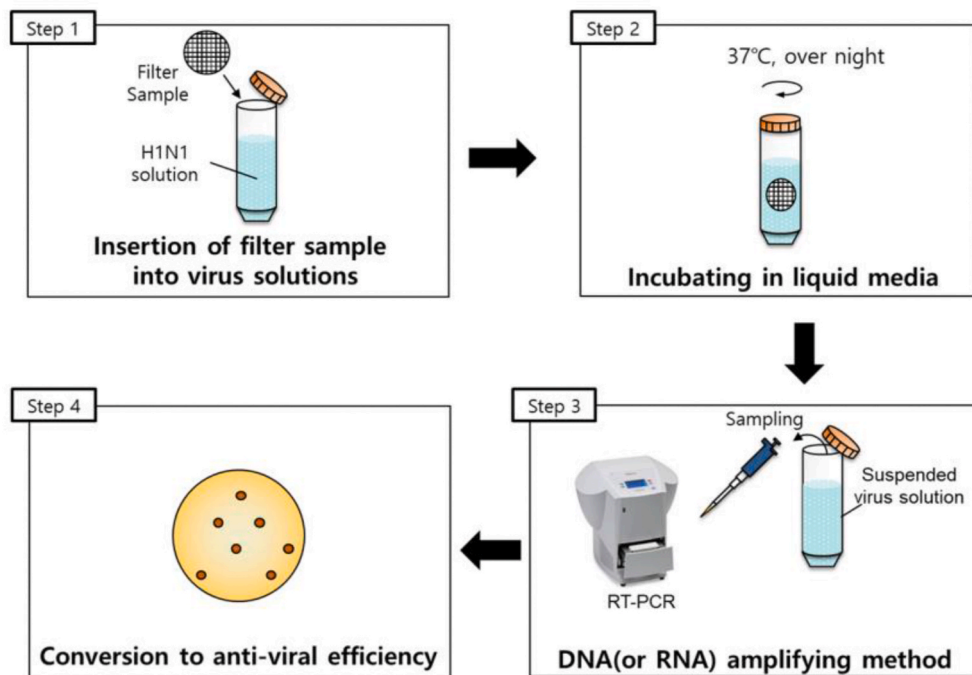 Step 1
Filter
Sample
H1N1
solution
Insertion of filter sample
into virus solutions
Step 2
37℃, over night
Incubating in liquid media
Step 3
Sampling
Suspended
virus solution
RT-PCR
DNA(or RNA) amplifying method
Step 4
Conversion to anti-viral efficiency